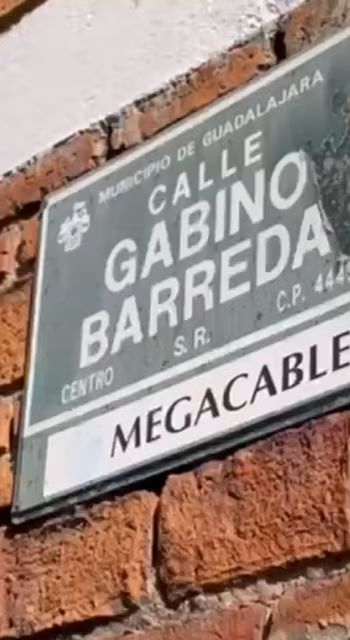 MUNICIPIO DE GUADALAJARA
CALLE
GABINO
BARREDA
CENTRO S. R. C.P.
MEGACABLE